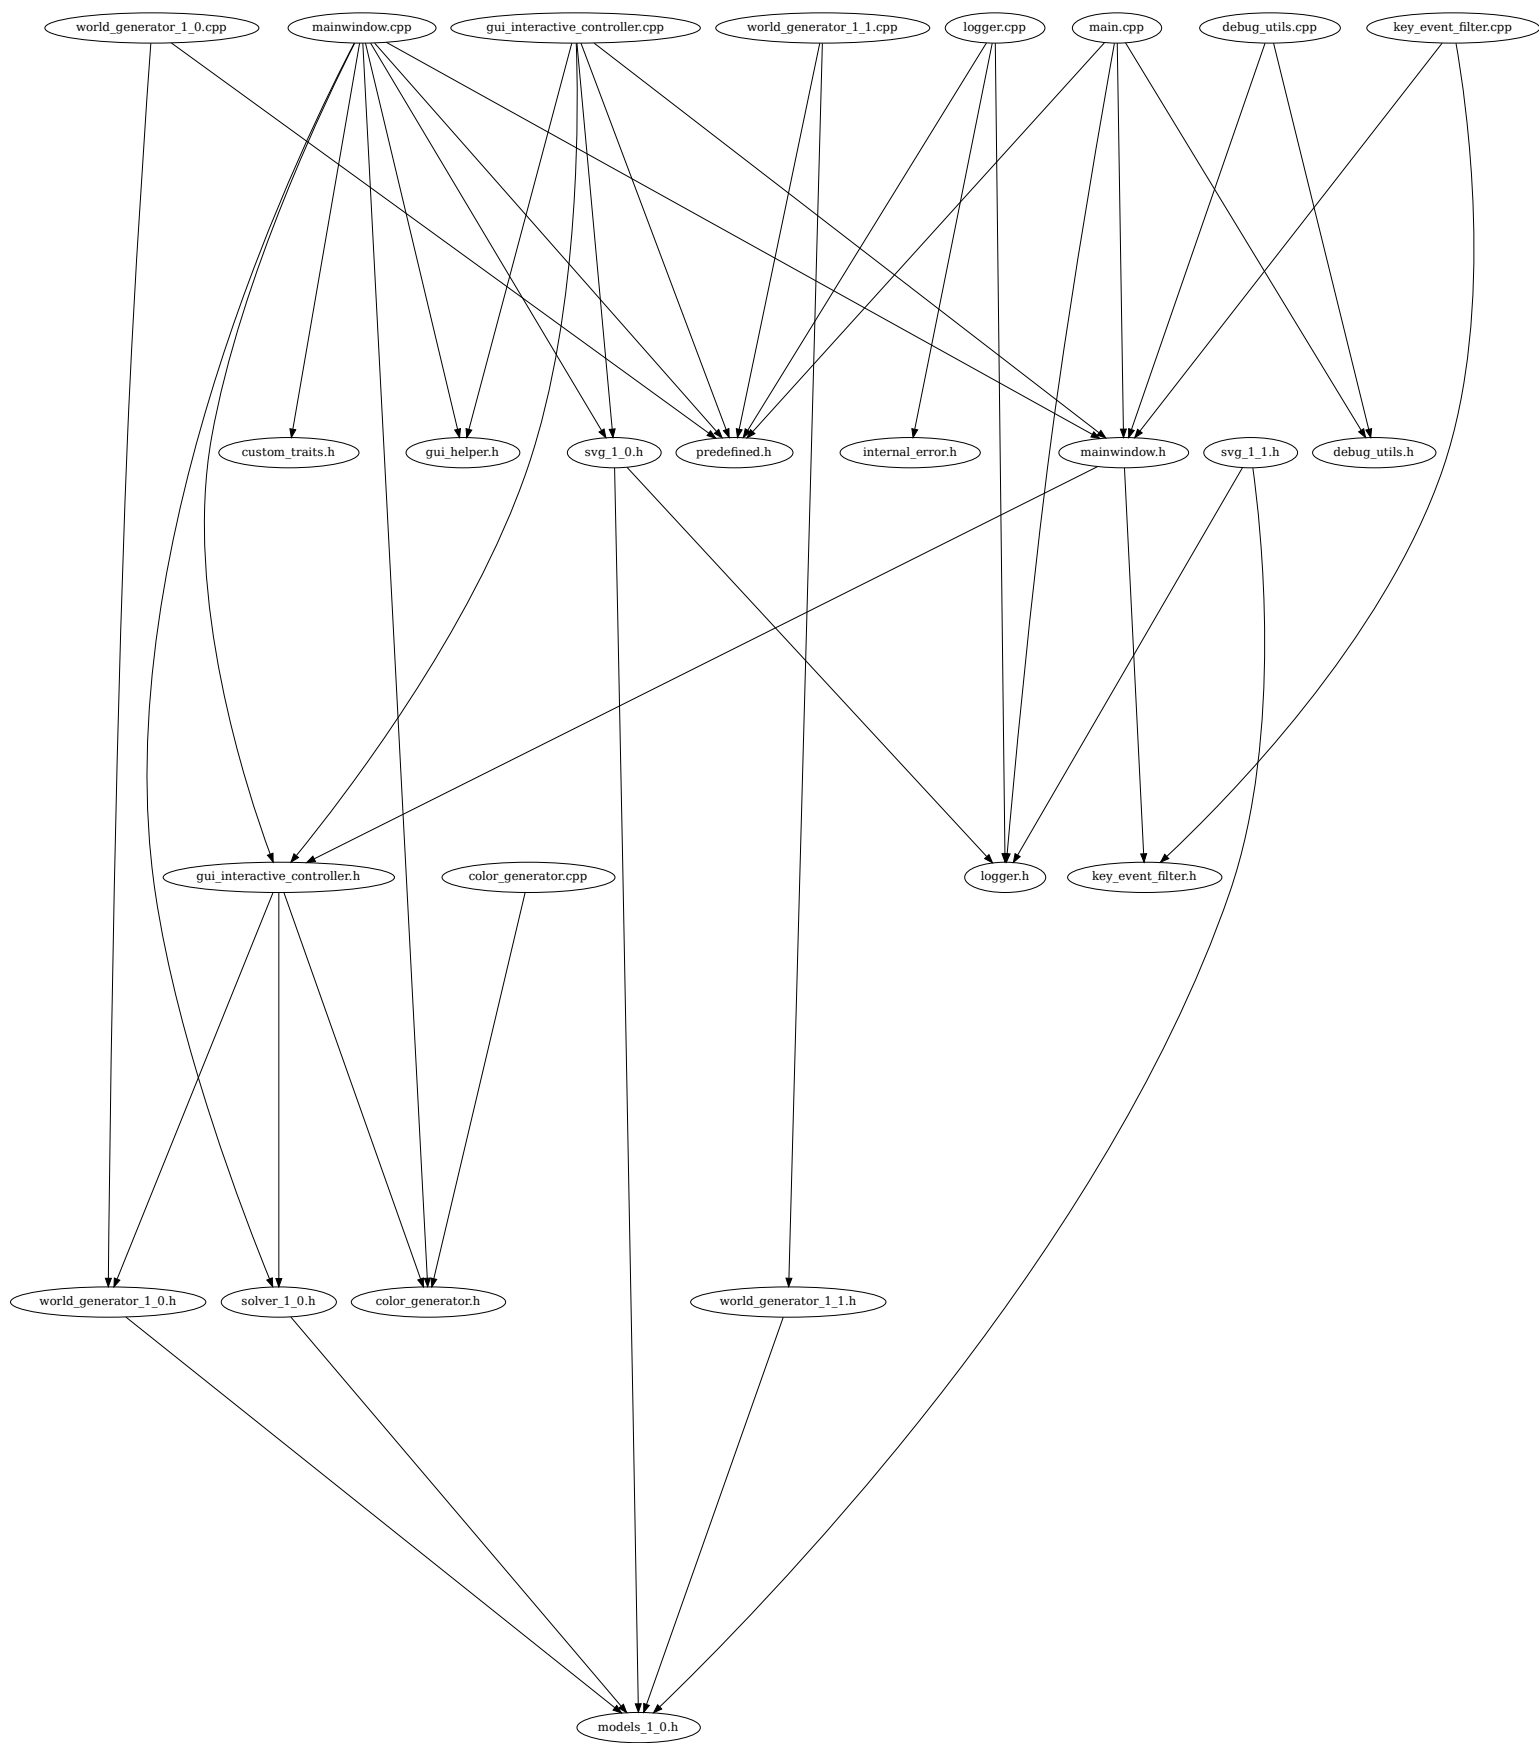 world_generator_1_0.cpp
mainwindow.cpp
gui_interactive_controller.cpp
world_generator_1_1.cpp
logger.cpp
main.cpp
debug_utils.cpp
key_event_filter.cpp
custom_traits.h
gui_helper.h
svg_1_0.h
predefined.h
internal_error.h
mainwindow.h
svg_1_1.h
debug_utils.h
gui_interactive_controller.h
color_generator.cpp
logger.h
key_event_filter.h
world_generator_1_0.h
solver_1_0.h
color_generator.h
world_generator_1_1.h
models_1_0.h